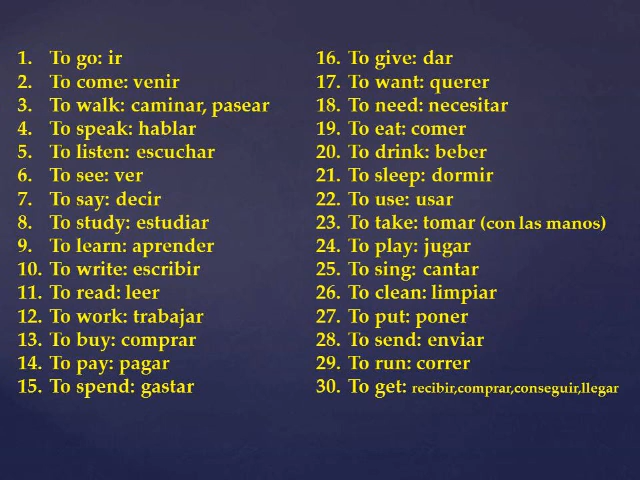 1. To go: ir
2. To come: venir
3. To walk: caminar, pasear
4. To speak: hablar
5. To listen: escuchar
6. To see: ver
7. To say: decir
8. To study: estudiar
9. To learn: aprender
10. To write: escribir
11. To read: leer
12. To work: trabajar
13. To buy: comprar
14. To pay: pagar
15. To spend: gastar
16. To give: dar
17. To want: querer
18. To need: necesitar
19. To eat: comer
20. To drink: beber
21. To sleep: dormir
22. To use: usar
23. To take: tomar (con las manos)
24. To play: jugar
25. To sing: cantar
26. To clean: limpiar
27. To put: poner
28. To send: enviar
29. To run: correr
30. To get: recibir,comprar,conseguir,llegar